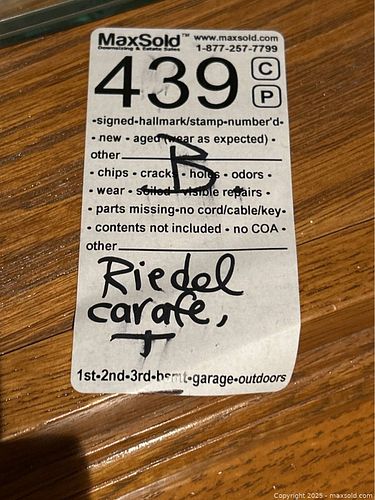 MaxSold™ www.maxsold.com
Downsizing & Estate Sales 1-877-257-7799
439 C
P
•signed-hallmark/stamp-number'd•
• new • aged (wear as expected) •
other
B
• chips • cracks • holes • odors •
• wear • soiled • visible repairs •
• parts missing-no cord/cable/key•
• contents not included • no COA •
other
Riedel
carafe,
T
1st-2nd-3rd-bsmt-garage-outdoors
Copyright 2025 - maxsold.com